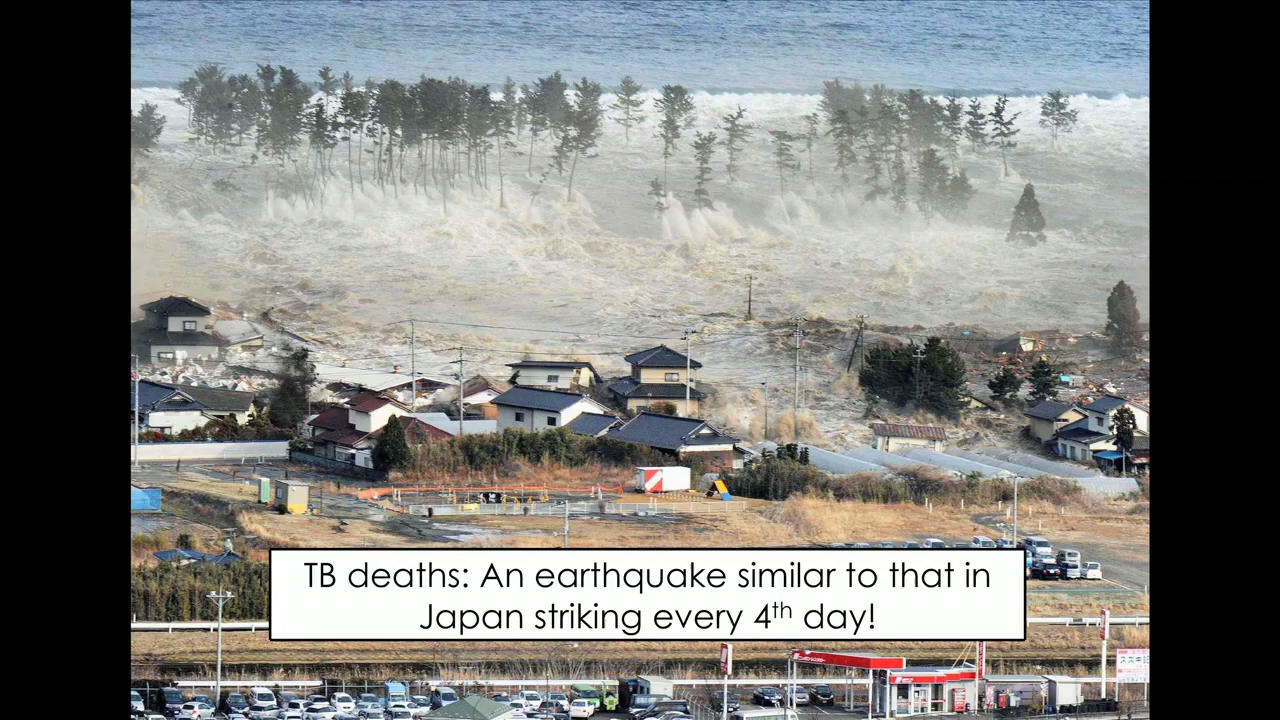 TB deaths: An earthquake similar to that in
Japan striking every 4th day!